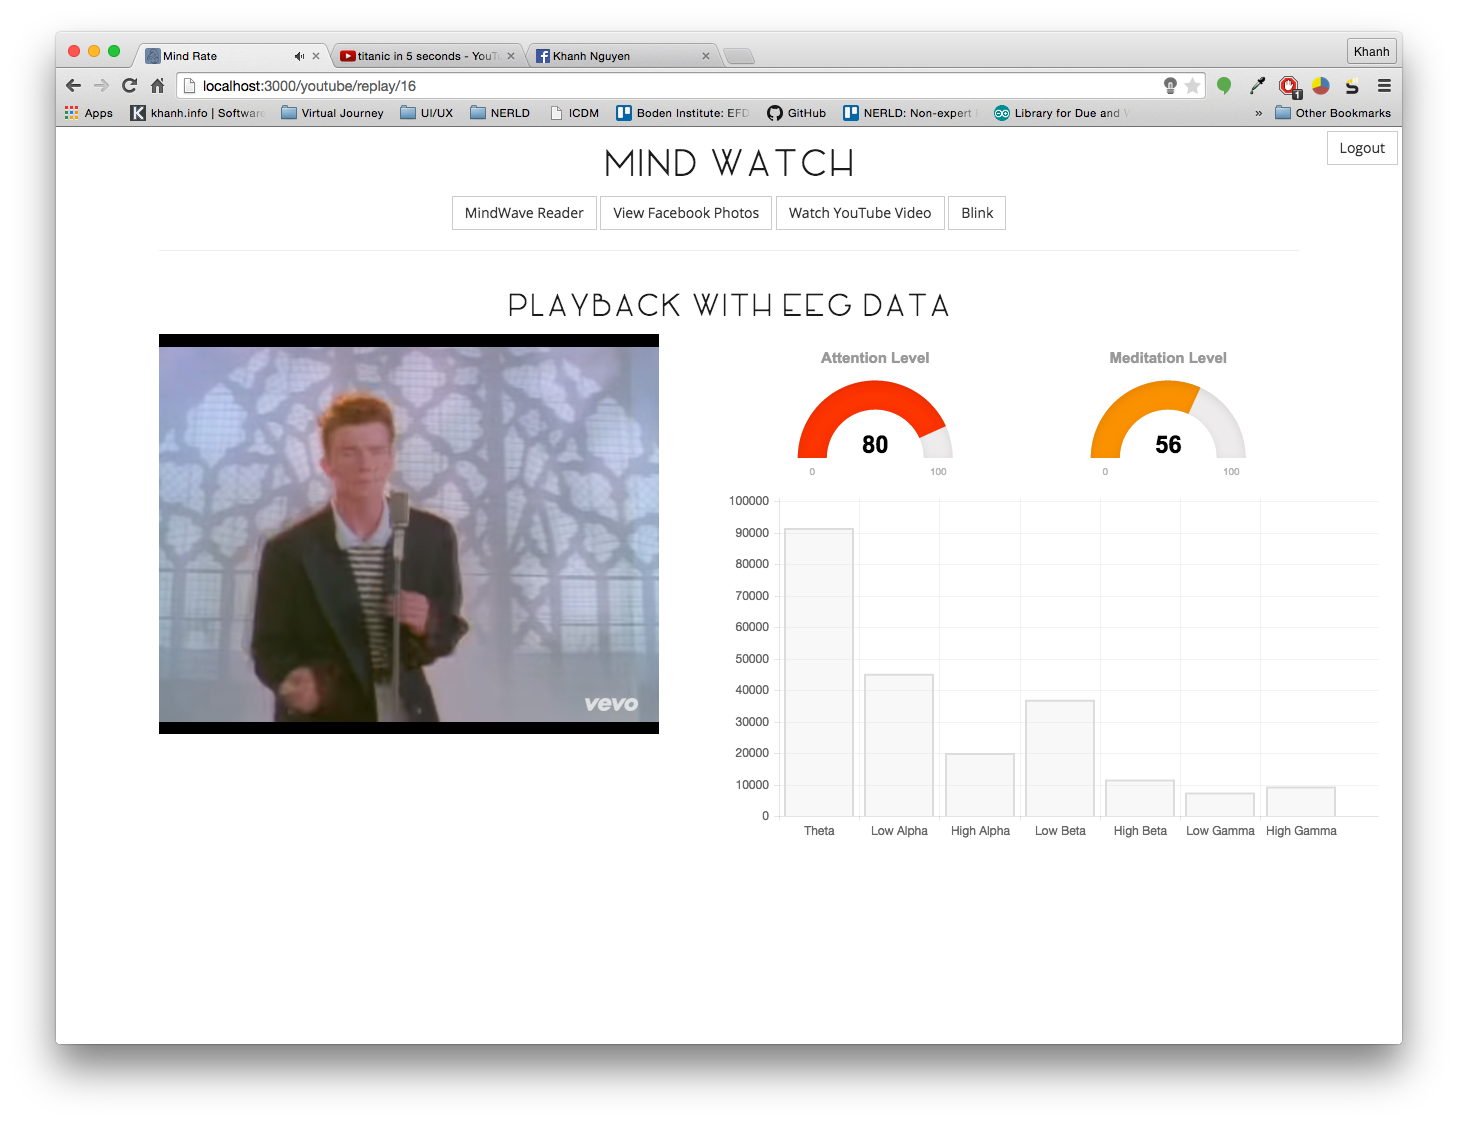 Mind Rate
titanic in 5 seconds - YouT
Khanh Nguyen
Khanh
localhost:3000/youtube/replay/16
1
Apps
khanh.info | Software
Virtual Journey
UI/UX
NERLD
ICDM
Boden Institute: EFD
GitHub
NERLD: Non-expert
Library for Due and
»
Other Bookmarks
Logout
MIND WATCH
MindWave Reader
View Facebook Photos
Watch YouTube Video
Blink
PLAYBACK WITH EEG DATA
vevo
Attention Level
80
0
100
Meditation Level
56
0
100
100000
90000
80000
70000
60000
50000
40000
30000
20000
10000
0
Theta
Low Alpha
High Alpha
Low Beta
High Beta
Low Gamma
High Gamma